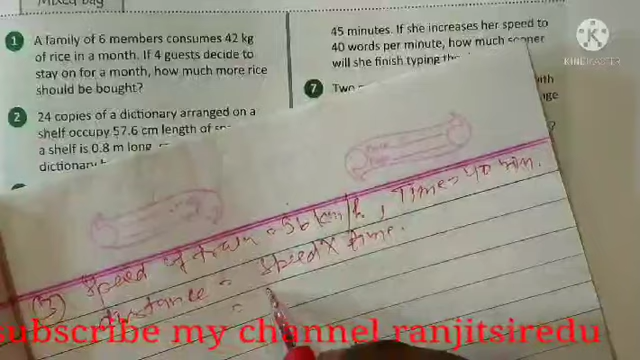 Mixed Bag
1 A family of 6 members consumes 42 kg
of rice in a month. If 4 guests decide to
stay on for a month, how much more rice
should be bought?
2 24 copies of a dictionary arranged on a
shelf occupy 57.6 cm length of
a shelf is 0.8 m long
dictionary
45 minutes. If she increases her speed to
40 words per minute, how much sooner
will she finish typing the
7 Two
with
KINEMASTER
(3) Speed of train = 56 km/h, Time = 40 min.
distance = Speed × time.
=
subscribe my channel ranjitsiredu